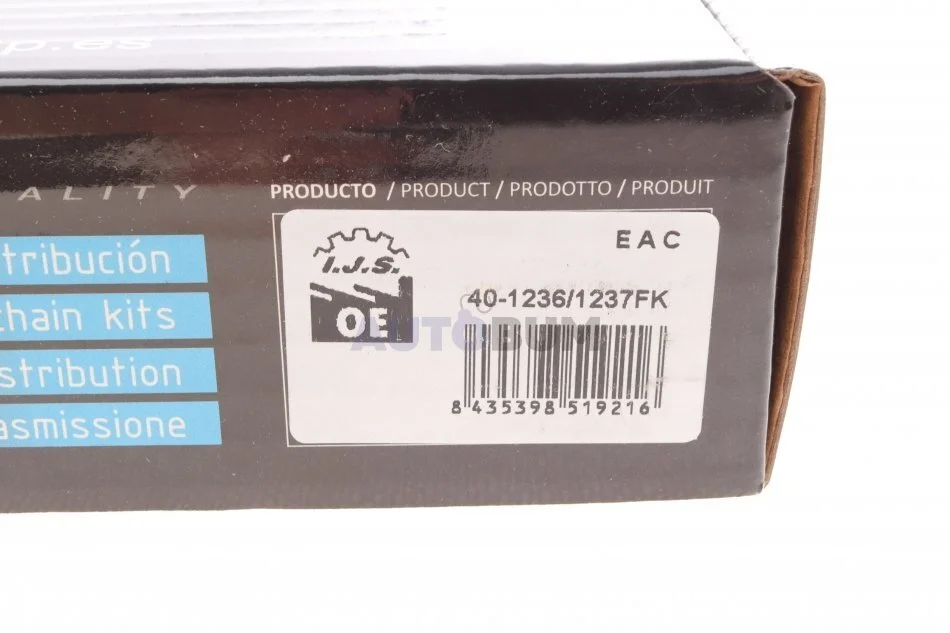 p.es
ALITY
PRODUCTO / PRODUCT / PRODOTTO / PRODUIT
tribución
chain kits
stribution
asmissione
I.J.S.
OE
EAC
40-1236/1237FK
AUTOBUM
8 435398 519216